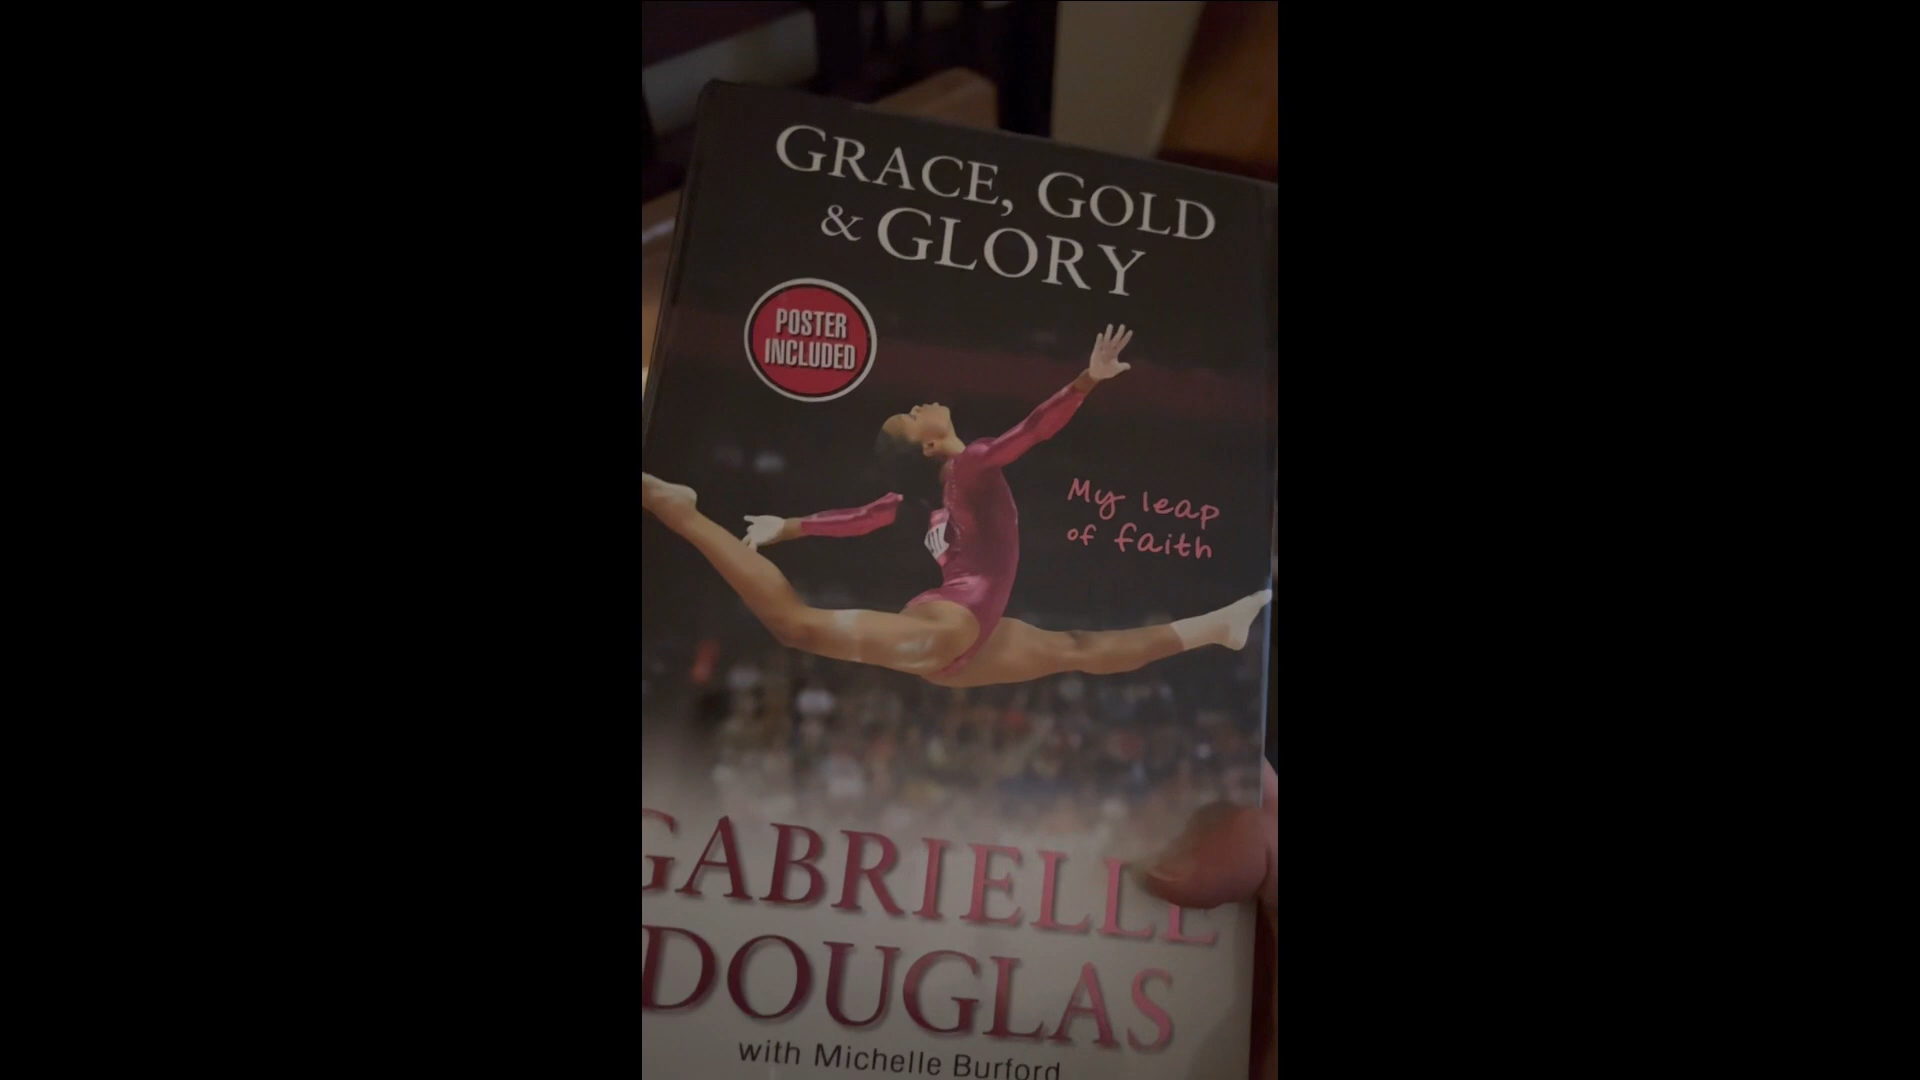 GRACE, GOLD
& GLORY
POSTER
INCLUDED
My leap
of faith
GABRIELLE
DOUGLAS
with Michelle Burford